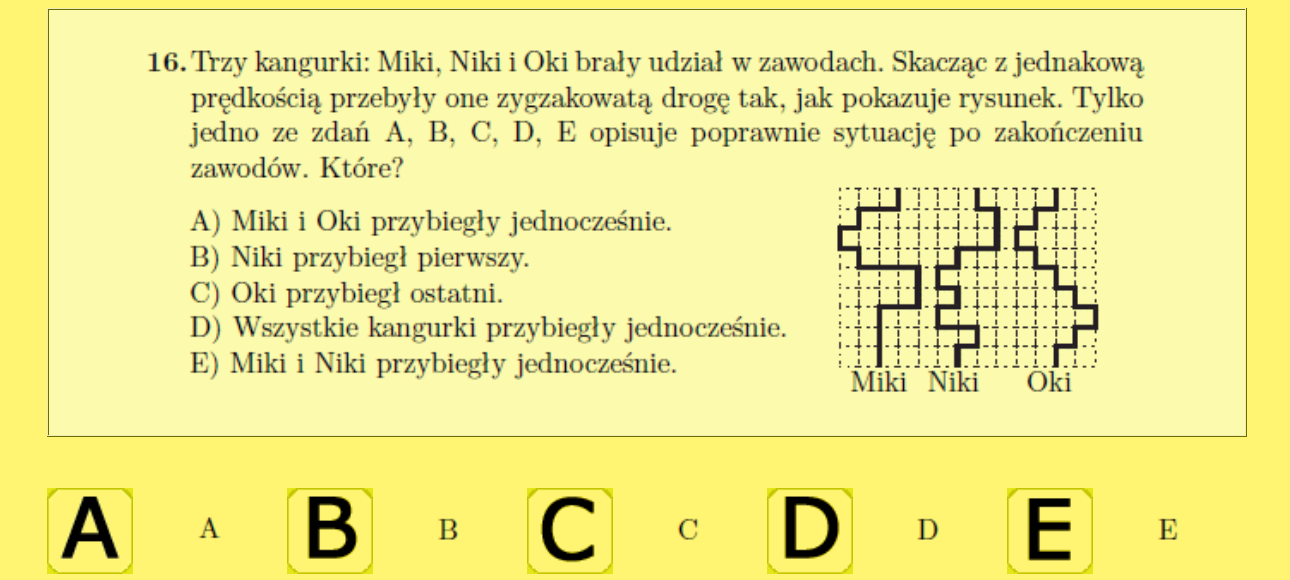 16. Trzy kangurki: Miki, Niki i Oki brały udział w zawodach. Skacząc z jednakową
prędkością przebyły one zygzakowatą drogę tak, jak pokazuje rysunek. Tylko
jedno ze zdań A, B, C, D, E opisuje poprawnie sytuację po zakończeniu
zawodów. Które?
A) Miki i Oki przybiegły jednocześnie.
B) Niki przybiegł pierwszy.
C) Oki przybiegł ostatni.
D) Wszystkie kangurki przybiegły jednocześnie.
E) Miki i Niki przybiegły jednocześnie.
Miki Niki Oki
A A B B C C D D E E